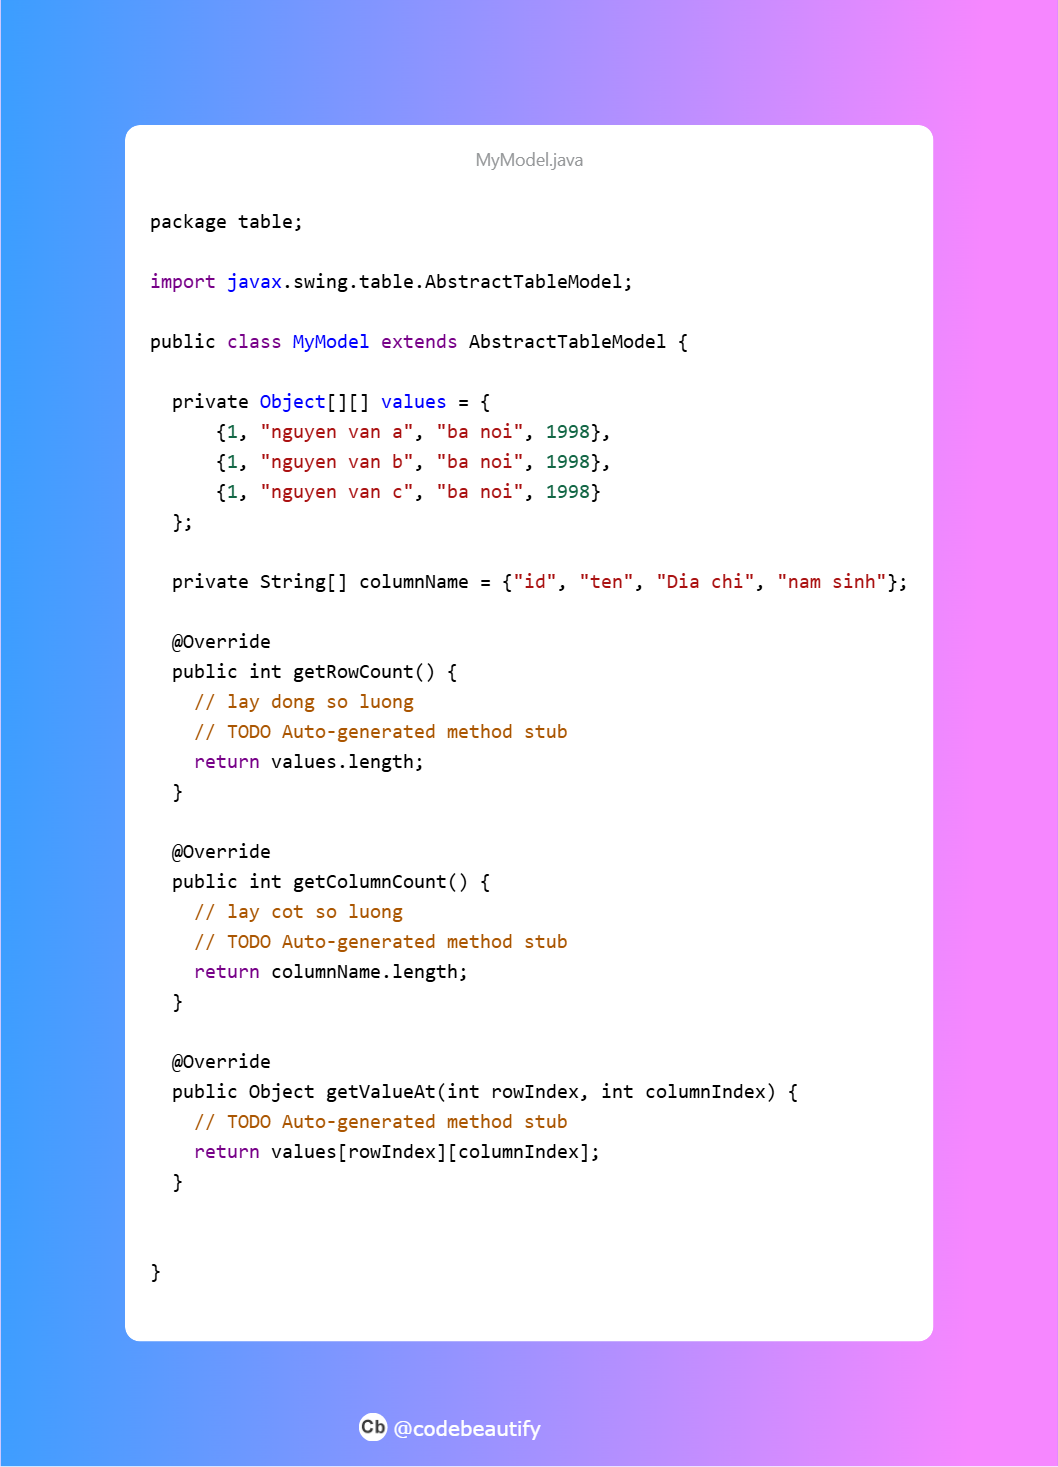 MyModel.java
package table;
import javax.swing.table.AbstractTableModel;
public class MyModel extends AbstractTableModel {
private Object[][] values = {
{1, "nguyen van a", "ba noi", 1998},
{1, "nguyen van b", "ba noi", 1998},
{1, "nguyen van c", "ba noi", 1998}
};
private String[] columnName = {"id", "ten", "Dia chi", "nam sinh"};
@Override
public int getRowCount() {
// lay dong so luong
// TODO Auto-generated method stub
return values.length;
}
@Override
public int getColumnCount() {
// lay cot so luong
// TODO Auto-generated method stub
return columnName.length;
}
@Override
public Object getValueAt(int rowIndex, int columnIndex) {
// TODO Auto-generated method stub
return values[rowIndex][columnIndex];
}
}
Cb @codebeautify